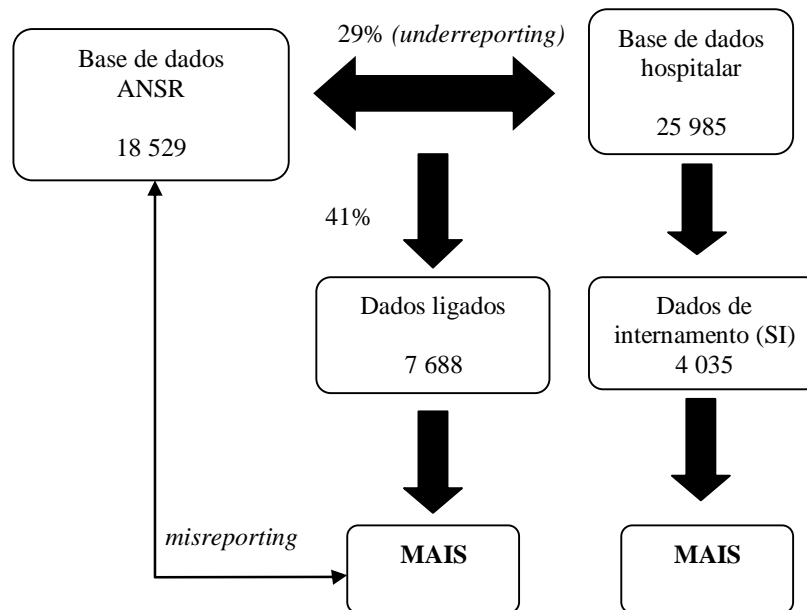 29% (underreporting)
Base de dados
ANSR
18 529
Base de dados
hospitalar
25 985
41%
Dados ligados
7 688
Dados de
internamento (SI)
4 035
misreporting
MAIS
MAIS